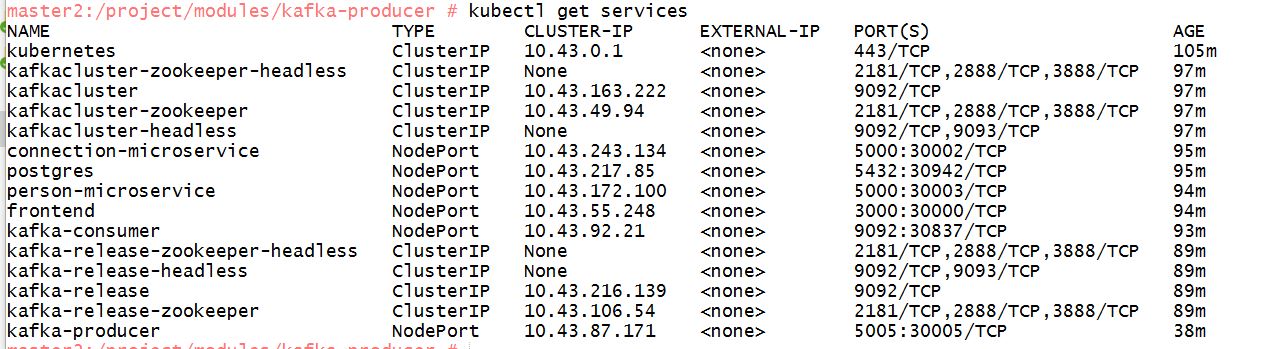 master2:/project/modules/kafka-producer # kubectl get services
NAME TYPE CLUSTER-IP EXTERNAL-IP PORT(S) AGE
kubernetes ClusterIP 10.43.0.1 <none> 443/TCP 105m
kafkacluster-zookeeper-headless ClusterIP None <none> 2181/TCP,2888/TCP,3888/TCP 97m
kafkacluster ClusterIP 10.43.163.222 <none> 9092/TCP 97m
kafkacluster-zookeeper ClusterIP 10.43.49.94 <none> 2181/TCP,2888/TCP,3888/TCP 97m
kafkacluster-headless ClusterIP None <none> 9092/TCP,9093/TCP 97m
connection-microservice NodePort 10.43.243.134 <none> 5000:30002/TCP 95m
postgres NodePort 10.43.217.85 <none> 5432:30942/TCP 95m
person-microservice NodePort 10.43.172.100 <none> 5000:30003/TCP 94m
frontend NodePort 10.43.55.248 <none> 3000:30000/TCP 94m
kafka-consumer NodePort 10.43.92.21 <none> 9092:30837/TCP 93m
kafka-release-zookeeper-headless ClusterIP None <none> 2181/TCP,2888/TCP,3888/TCP 89m
kafka-release-headless ClusterIP None <none> 9092/TCP,9093/TCP 89m
kafka-release ClusterIP 10.43.216.139 <none> 9092/TCP 89m
kafka-release-zookeeper ClusterIP 10.43.106.54 <none> 2181/TCP,2888/TCP,3888/TCP 89m
kafka-producer NodePort 10.43.87.171 <none> 5005:30005/TCP 38m
master2:/project/modules/kafka-producer #